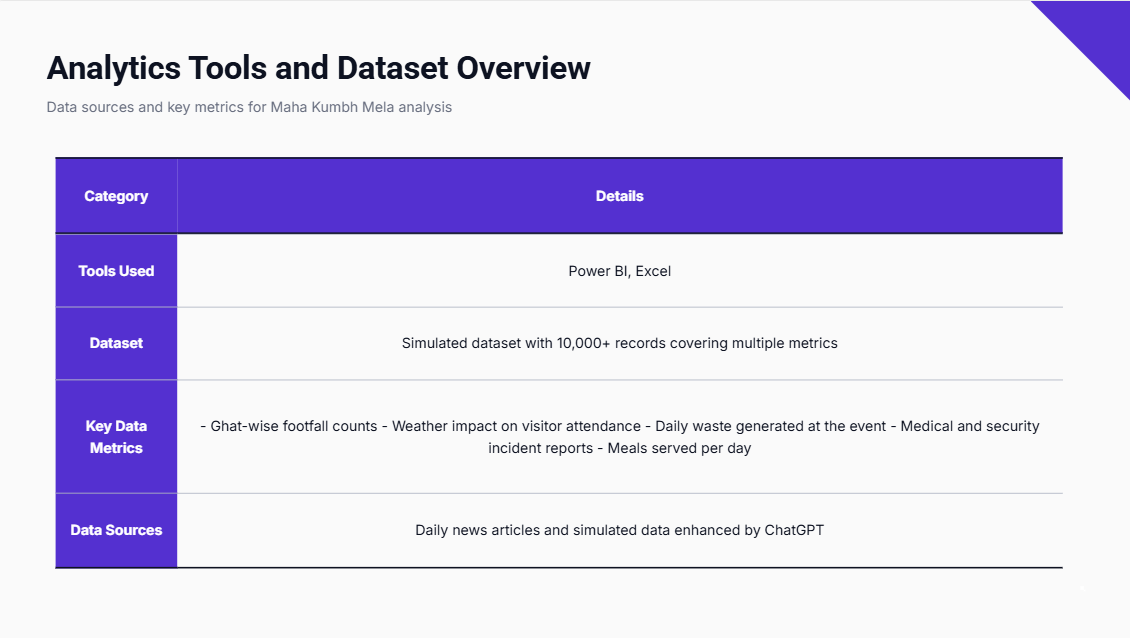 Analytics Tools and Dataset Overview
Data sources and key metrics for Maha Kumbh Mela analysis
Category
Details
Tools Used
Power BI, Excel
Dataset
Simulated dataset with 10,000+ records covering multiple metrics
Key Data
Metrics
- Ghat-wise footfall counts - Weather impact on visitor attendance - Daily waste generated at the event - Medical and security
incident reports - Meals served per day
Data Sources
Daily news articles and simulated data enhanced by ChatGPT